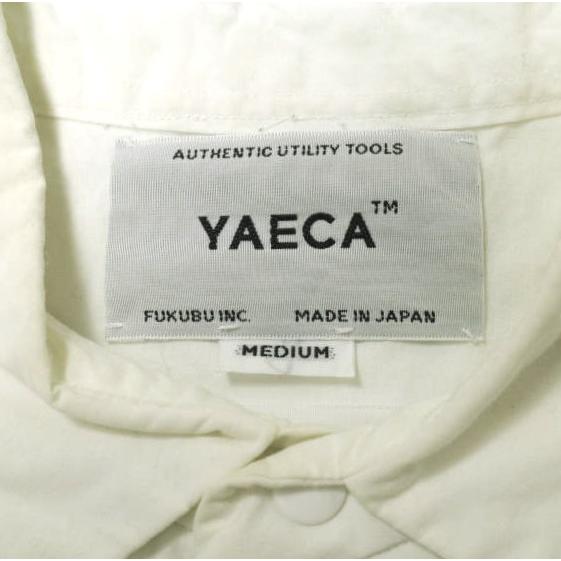 AUTHENTIC UTILITY TOOLS
YAECA™
FUKUBU INC. MADE IN JAPAN
MEDIUM